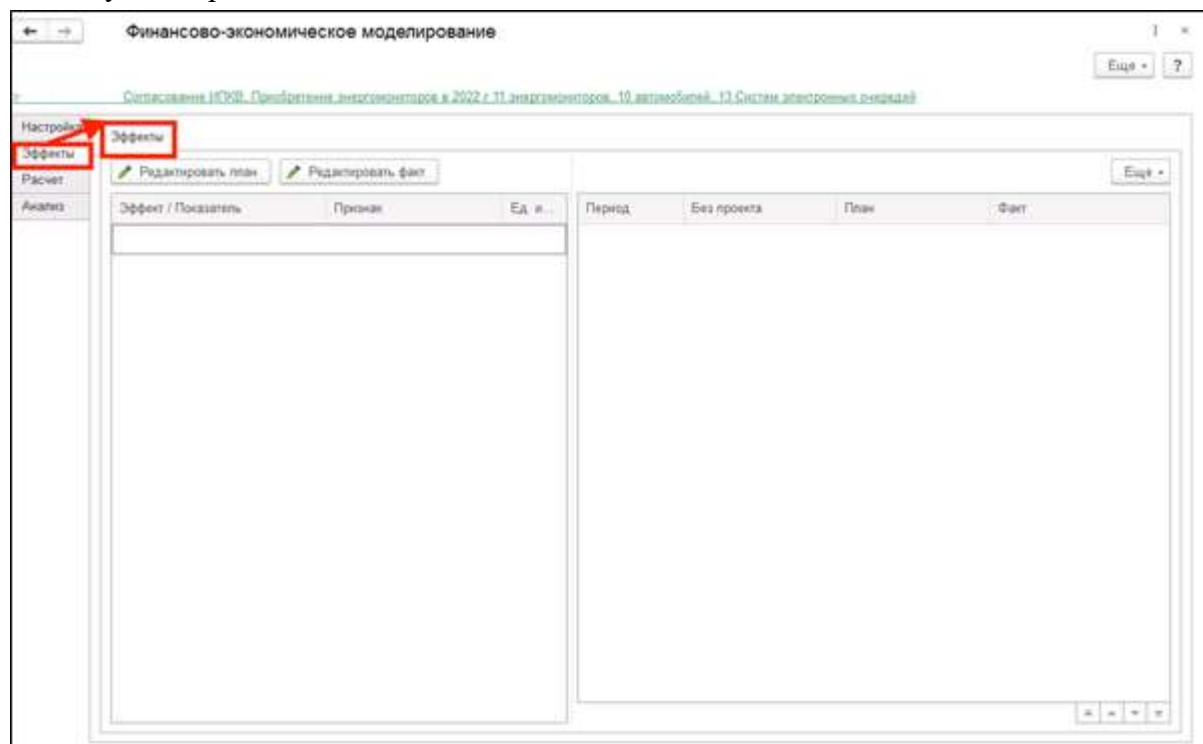 Финансово-экономическое моделирование
Еще
?
Согласование ИПКВ, Приобретение энергомониторов в 2022 г 11 энергомониторов, 10 автомобилей, 13 Систем электронных очередей
Настройка
Эффекты
Расчет
Анализ
Эффекты
Редактировать план Редактировать факт
Еще
Эффект / Показатель Признак Ед. и... Период Без проекта План Факт